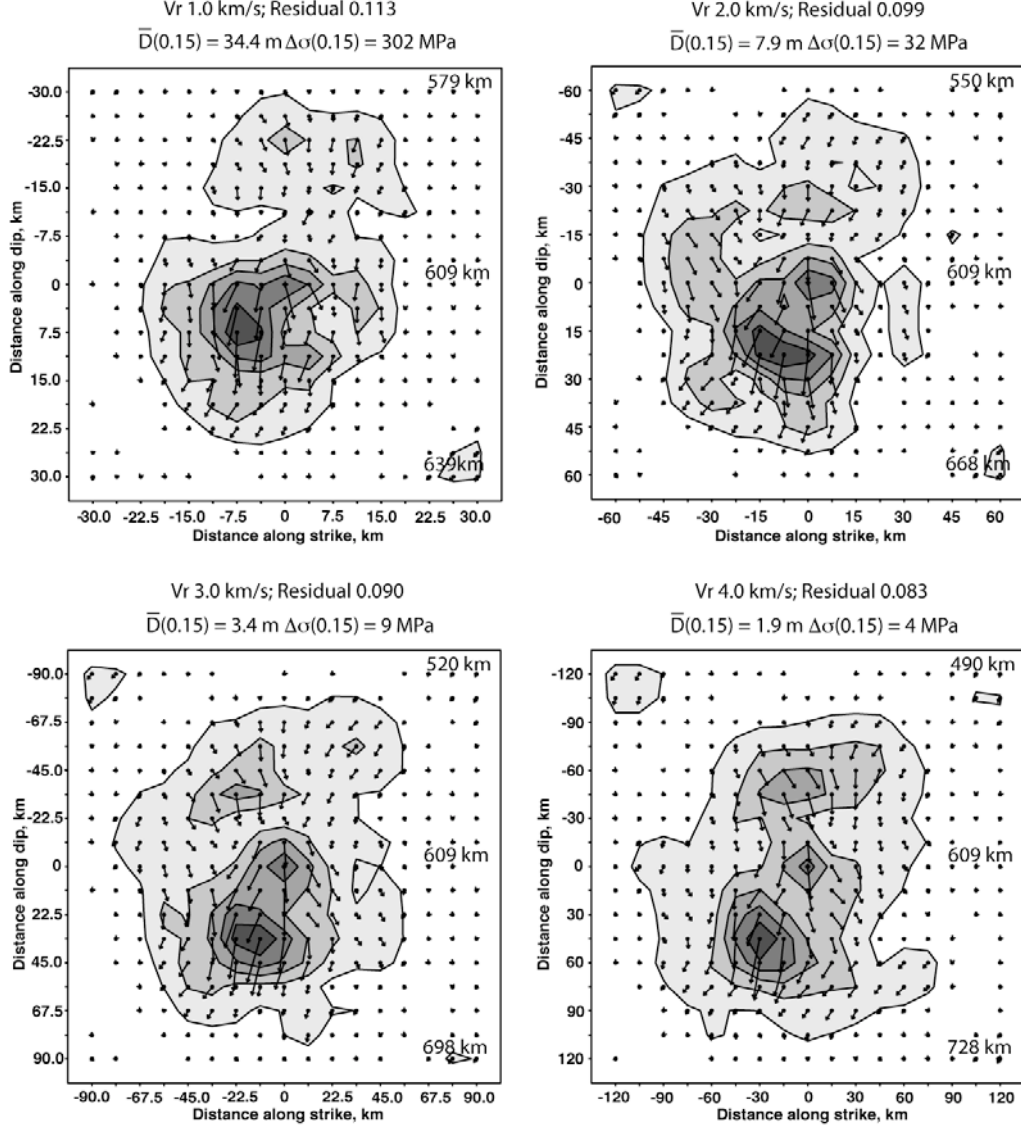 Vr 1.0 km/s; Residual 0.113
D̅(0.15) = 34.4 m Δσ(0.15) = 302 MPa
579 km
609 km
639km
-30.0
-22.5
-15.0
-7.5
0
7.5
15.0
22.5
30.0
Distance along dip, km
-30.0 -22.5 -15.0 -7.5 0 7.5 15.0 22.5 30.0
Distance along strike, km
Vr 2.0 km/s; Residual 0.099
D̅(0.15) = 7.9 m Δσ(0.15) = 32 MPa
550 km
609 km
668 km
-60
-45
-30
-15
0
15
30
45
60
Distance along dip, km
-60 -45 -30 -15 0 15 30 45 60
Distance along strike, km
Vr 3.0 km/s; Residual 0.090
D̅(0.15) = 3.4 m Δσ(0.15) = 9 MPa
520 km
609 km
698 km
-90.0
-67.5
-45.0
-22.5
0
22.5
45.0
67.5
90.0
Distance along dip, km
-90.0 -67.5 -45.0 -22.5 0 22.5 45.0 67.5 90.0
Distance along strike, km
Vr 4.0 km/s; Residual 0.083
D̅(0.15) = 1.9 m Δσ(0.15) = 4 MPa
490 km
609 km
728 km
-120
-90
-60
-30
0
30
60
90
120
Distance along dip, km
-120 -90 -60 -30 0 30 60 90 120
Distance along strike, km